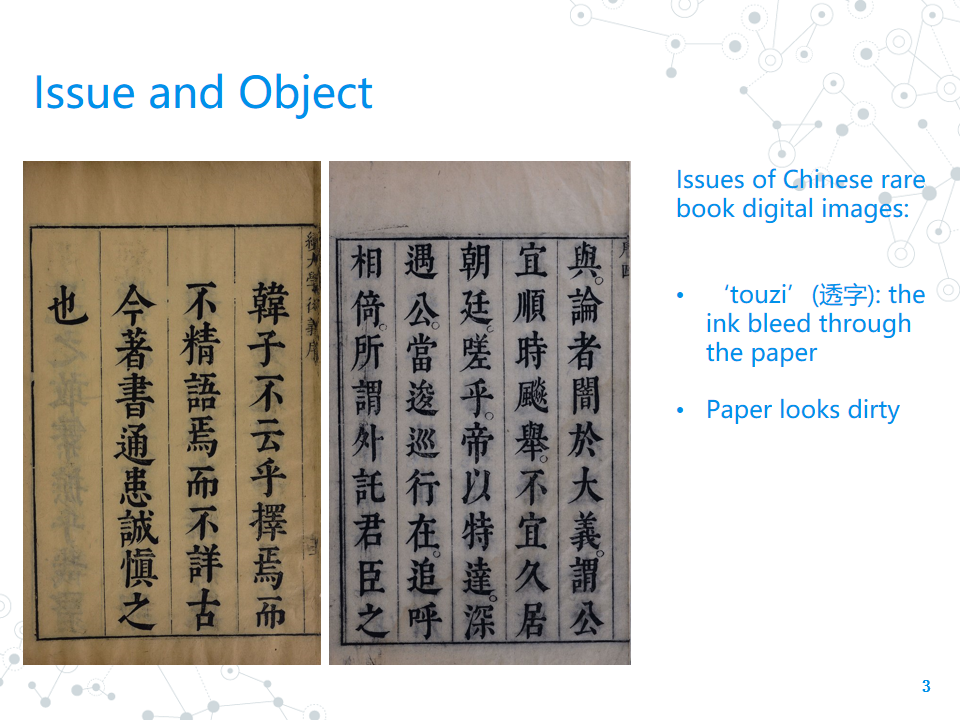 Issue and Object
韓子不云乎擇焉而
不精語焉而不詳古
今著書通患誠慎之
也
與論者闇於大義謂公
宜順時颷舉不宜久居
朝廷嗟乎帝以特達深
遇公當逡巡行在追呼
相倚所謂外託君臣之
Issues of Chinese rare
book digital images:
• ‘touzi’ (透字): the
ink bleed through
the paper
• Paper looks dirty
3